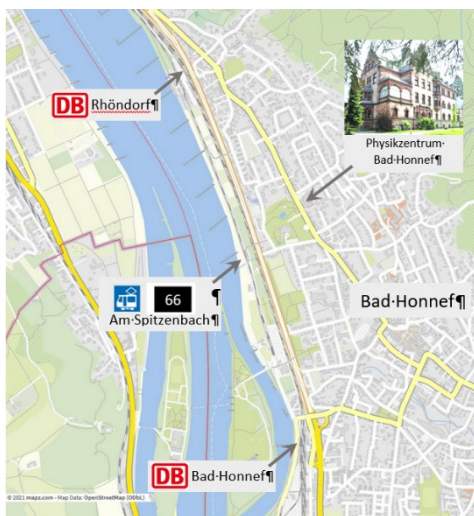 DB Rhöndorf¶
Physikzentrum·
Bad·Honnef¶
66 ¶
Am·Spitzenbach¶
Bad·Honnef¶
DB Bad·Honnef¶
© 2021 mapz.com - Map Data: OpenStreetMap (ODbL)